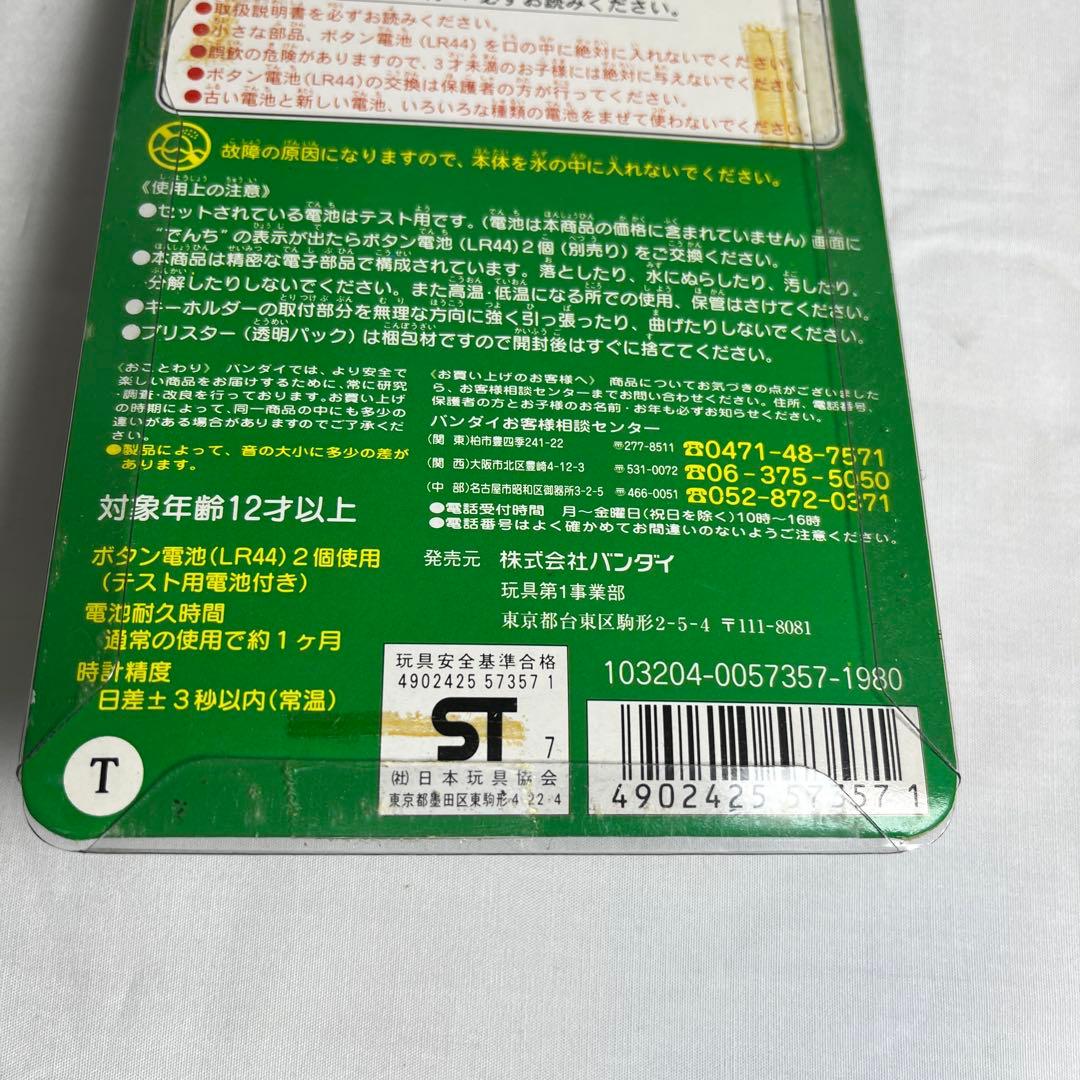 必ずお読みください。
●取扱説明書を必ずお読みください。
●小さな部品、ボタン電池(LR44)を口の中に絶対に入れないでください。
●誤飲の危険がありますので、3才未満のお子様には絶対に与えないでください。
●ボタン電池(LR44)の交換は保護者の方が行ってください。
●古い電池と新しい電池、いろいろな種類の電池をまぜて使わないでください。
故障の原因になりますので、本体を水の中に入れないでください。
《使用上の注意》
●セットされている電池はテスト用です。(電池は本商品の価格に含まれていません)画面に
“でんち”の表示が出たらボタン電池(LR44)2個(別売り)をご交換ください。
●本商品は精密な電子部品で構成されています。落としたり、水にぬらしたり、汚したり、
分解したりしないでください。また高温・低温になる所での使用、保管はさけてください。
●キーホルダーの取付部分を無理な方向に強く引っ張ったり、曲げたりしないでください。
●ブリスター(透明パック)は梱包材ですので開封後はすぐに捨ててください。
《おことわり》 バンダイでは、より安全で
楽しい商品をお届けするために、常に研究
・調査・改良を行っております。お買い上げ
の時期によって、同一商品の中にも多少の
違いがある場合がありますのでご了承くださ
い。
●製品によって、音の大小に多少の差が
あります。
《お買い上げのお客様へ》 商品についてお気づきの点がございました
ら、お客様相談センターまでお問い合わせください。住所、電話番号、
保護者の方とお子様のお名前・お年も必ずお知らせください。
バンダイお客様相談センター
(関 東)柏市豊四季241-22 〒277-8511 ☎0471-48-7571
(関 西)大阪市北区豊崎4-12-3 〒531-0072 ☎06-375-5050
(中 部)名古屋市昭和区御器所3-2-5 〒466-0051 ☎052-872-0371
●電話受付時間 月〜金曜日(祝日を除く)10時〜16時
●電話番号はよく確かめてお間違いのないようご注意ください。
対象年齢12才以上
ボタン電池(LR44)2個使用
(テスト用電池付き)
電池耐久時間
通常の使用で約1ヶ月
時計精度
日差±3秒以内(常温)
発売元 株式会社バンダイ
玩具第1事業部
東京都台東区駒形2-5-4 〒111-8081
玩具安全基準合格
4902425 57357 1
ST 7
(社)日本玩具協会
東京都墨田区東駒形4-22-4
103204-0057357-1980
4902425 573571
T